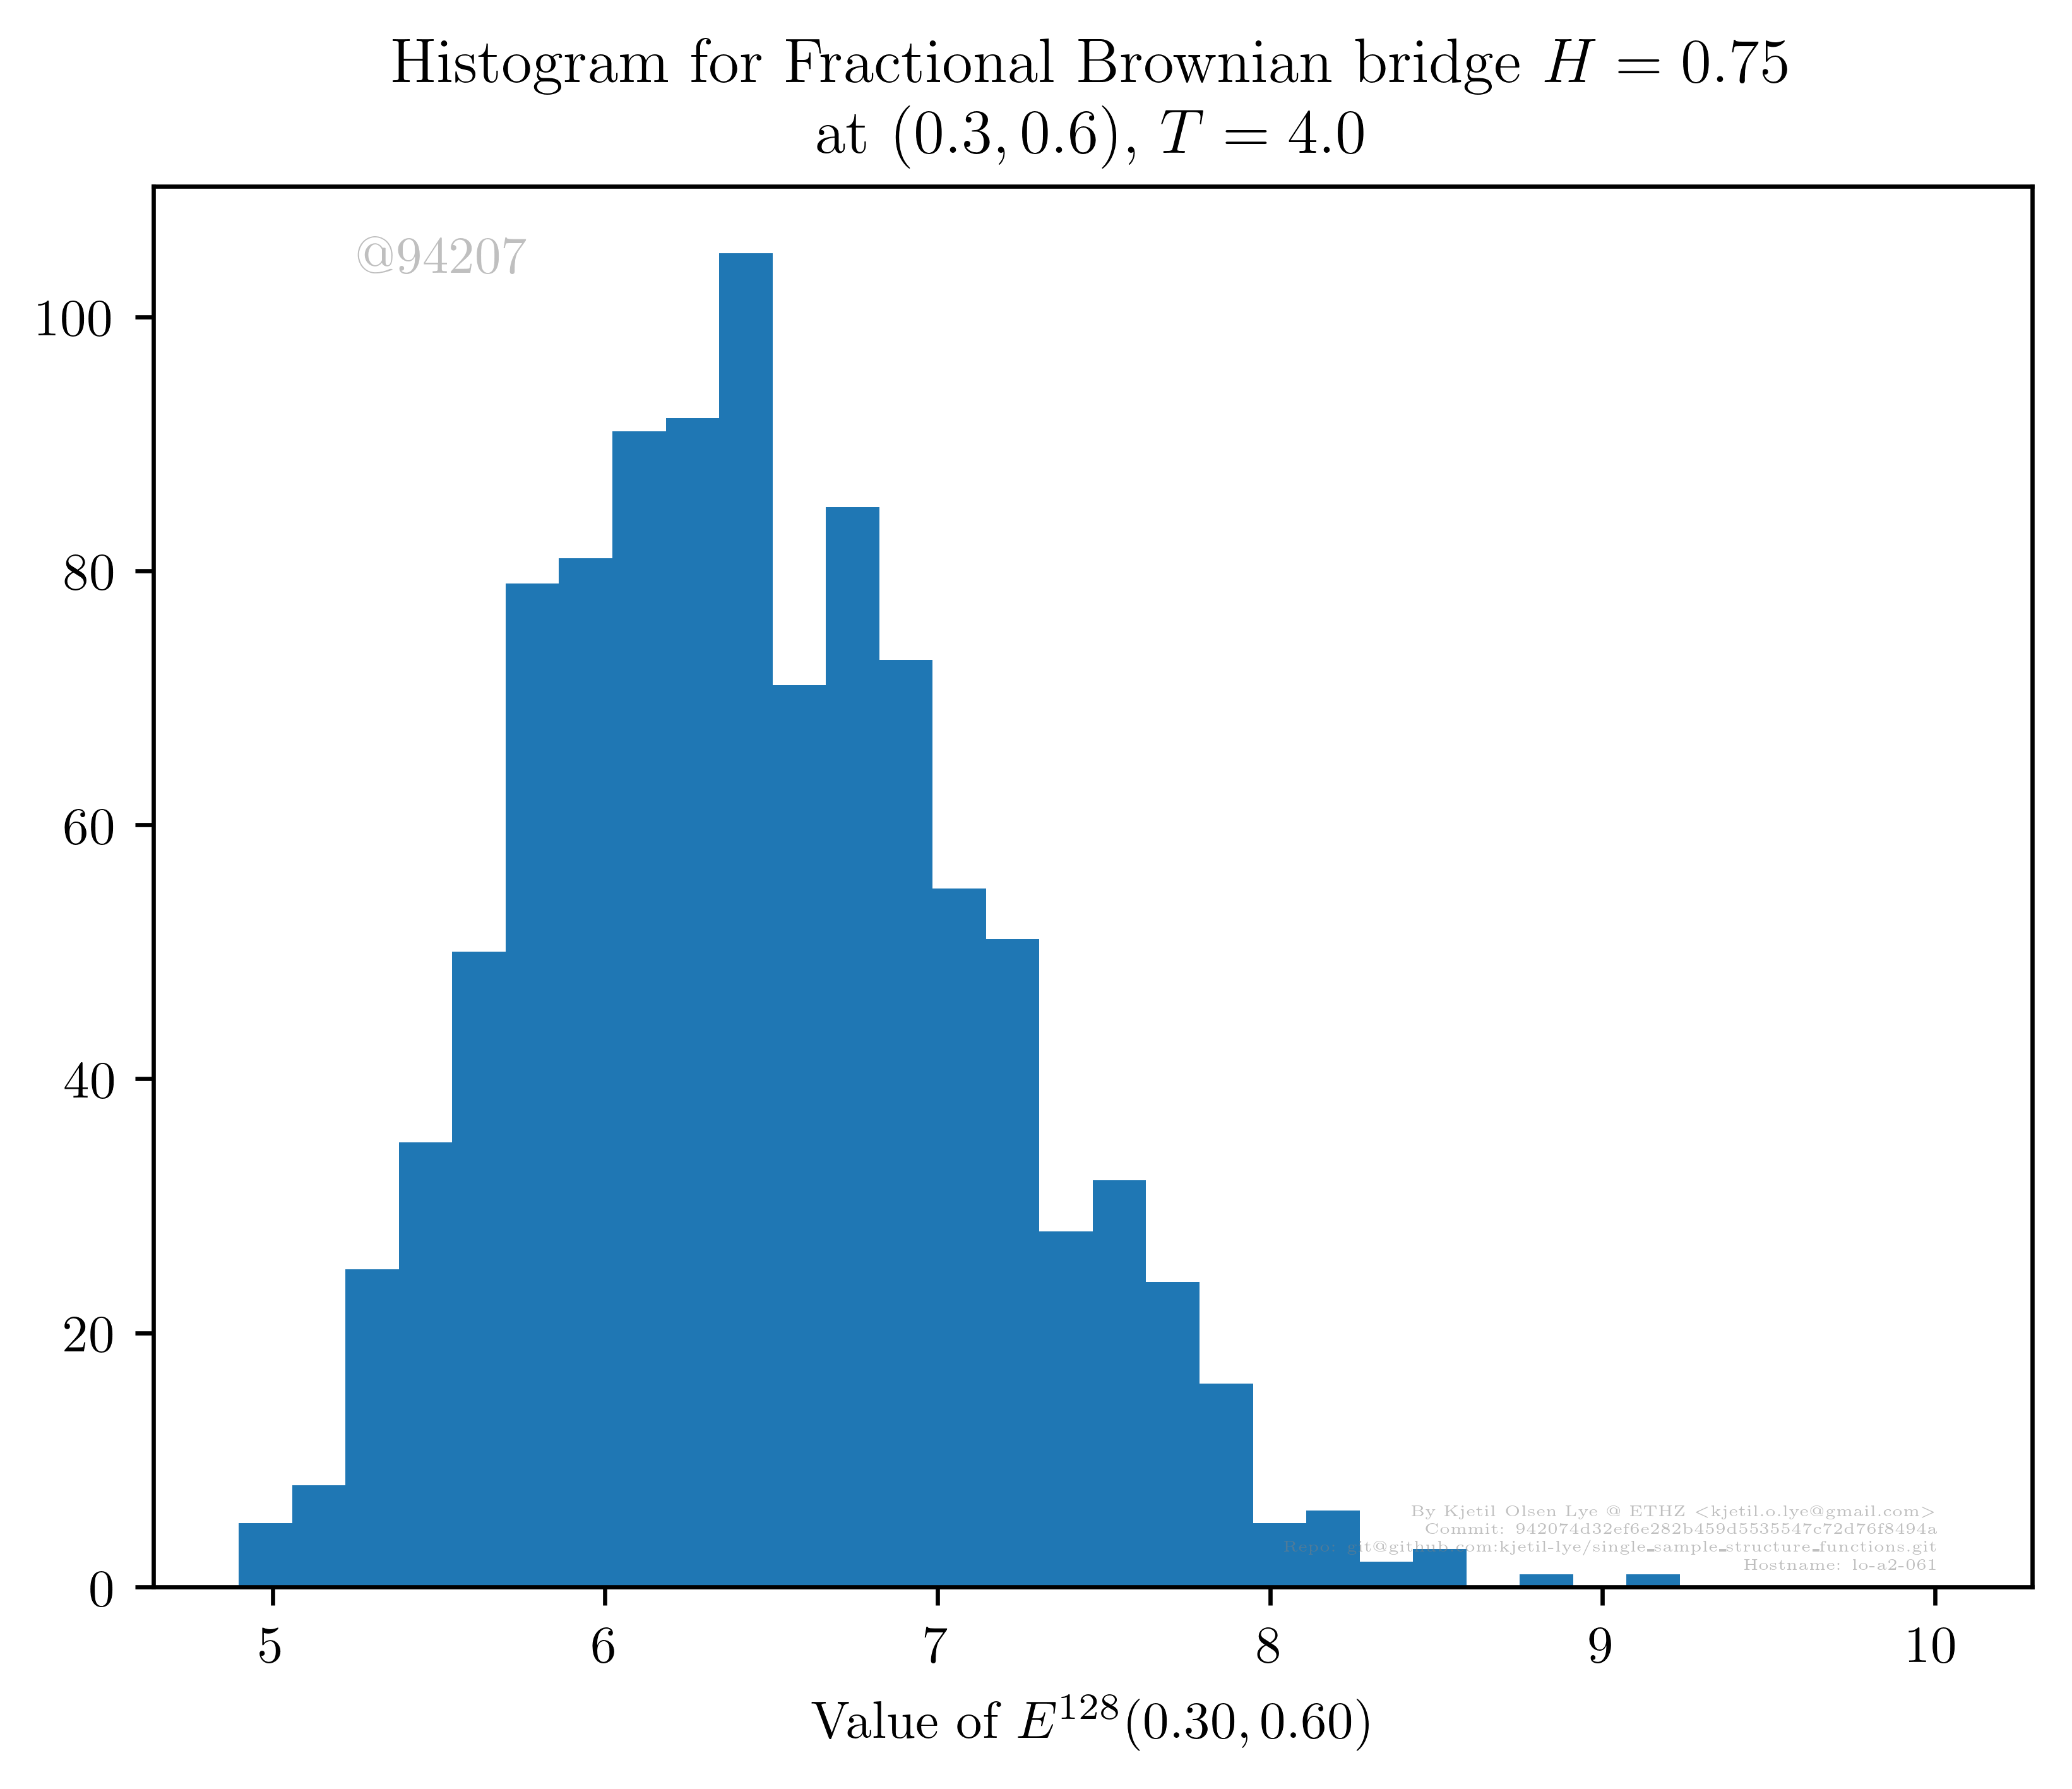 Histogram for Fractional Brownian bridge H = 0.75
at (0.3, 0.6), T = 4.0
@94207
100
80
60
40
20
0
By Kjetil Olsen Lye @ ETHZ <kjetil.o.lye@gmail.com>
Commit: 942074d32ef6e282b459d5535547c72d76f8494a
Repo: git@github.com:kjetil-lye/single_sample_structure_functions.git
Hostname: lo-a2-061
5 6 7 8 9 10
Value of E^128(0.30, 0.60)